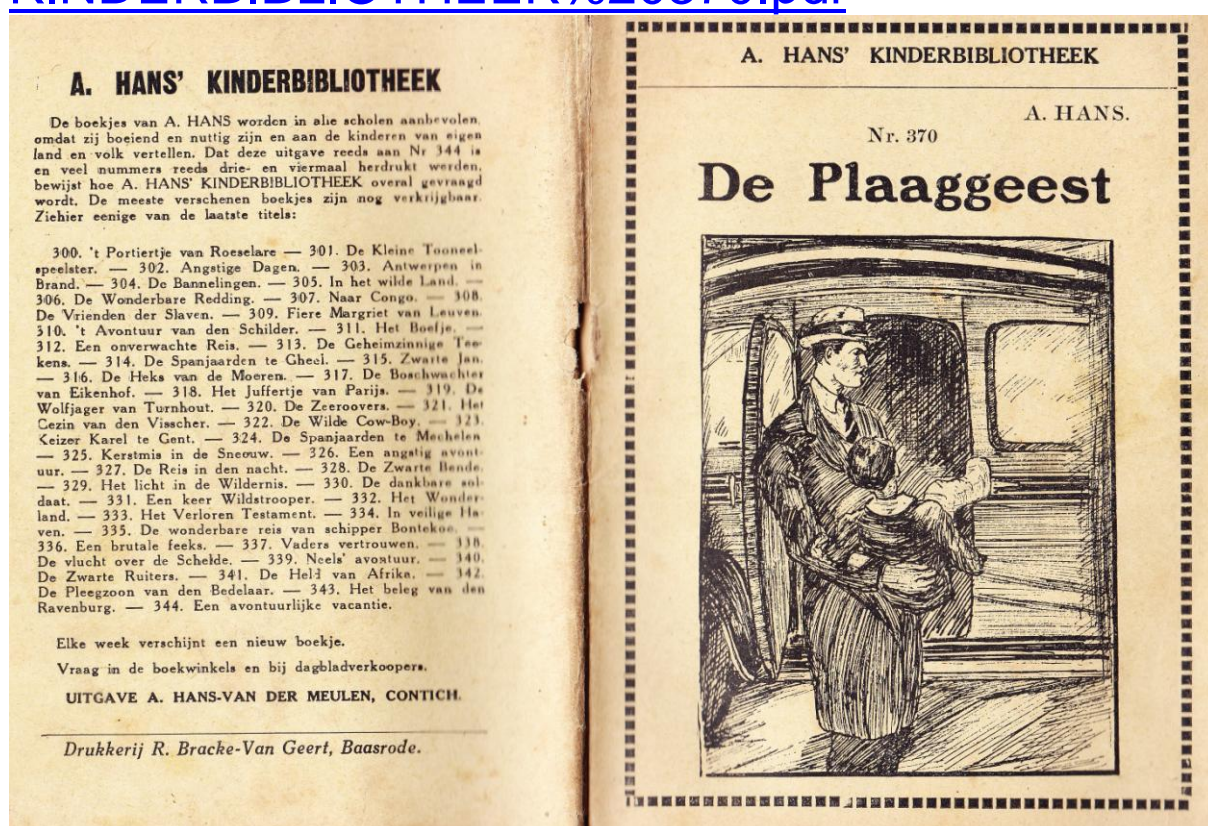 KINDERBIBLIOTHEEK%20370.pdf
A. HANS' KINDERBIBLIOTHEEK
De boekjes van A. HANS worden in alle scholen aanbevolen,
omdat zij boeiend en nuttig zijn en aan de kinderen van eigen
land en volk vertellen. Dat deze uitgave reeds aan Nr 344 is
en veel nummers reeds drie- en viermaal herdrukt werden,
bewijst hoe A. HANS' KINDERBIBLIOTHEEK overal gevraagd
wordt. De meeste verschenen boekjes zijn nog verkrijgbaar.
Ziehier eenige van de laatste titels:
300. 't Portiertje van Roeselare — 301. De Kleine Tooneel-
speelster. — 302. Angstige Dagen. — 303. Antwerpen in
Brand. — 304. De Bannelingen. — 305. In het wilde Land. —
306. De Wonderbare Redding. — 307. Naar Congo. — 308.
De Vrienden der Slaven. — 309. Fiere Margriet van Leuven.
310. 't Avontuur van den Schilder. — 311. Het Boefje. —
312. Een onverwachte Reis. — 313. De Geheimzinnige Tee-
kens. — 314. De Spanjaarden te Gheel. — 315. Zwarte Jan.
— 316. De Heks van de Moeren. — 317. De Boschwachter
van Eikenhof. — 318. Het Juffertje van Parijs. — 319. De
Wolfjager van Turnhout. — 320. De Zeeroovers. — 321. Het
Gezin van den Visscher. — 322. De Wilde Cow-Boy. — 323.
Keizer Karel te Gent. — 324. De Spanjaarden te Mechelen
— 325. Kerstmis in de Sneeuw. — 326. Een angstig avont-
uur. — 327. De Reis in den nacht. — 328. De Zwarte Bende.
— 329. Het licht in de Wildernis. — 330. De dankbare sol-
daat. — 331. Een keer Wildstrooper. — 332. Het Wonder-
land. — 333. Het Verloren Testament. — 334. In veilige Ha-
ven. — 335. De wonderbare reis van schipper Bontekoe. —
336. Een brutale feeks. — 337. Vaders vertrouwen. — 338.
De vlucht over de Schelde. — 339. Neels' avontuur. — 340.
De Zwarte Ruiters. — 341. De Held van Afrika. — 342.
De Pleegzoon van den Bedelaar. — 343. Het beleg van den
Ravenburg. — 344. Een avontuurlijke vacantie.
Elke week verschijnt een nieuw boekje.
Vraag in de boekwinkels en bij dagbladverkoopers.
UITGAVE A. HANS-VAN DER MEULEN, CONTICH.
Drukkerij R. Bracke-Van Geert, Baasrode.
A. HANS' KINDERBIBLIOTHEEK
A. HANS.
Nr. 370
De Plaaggeest